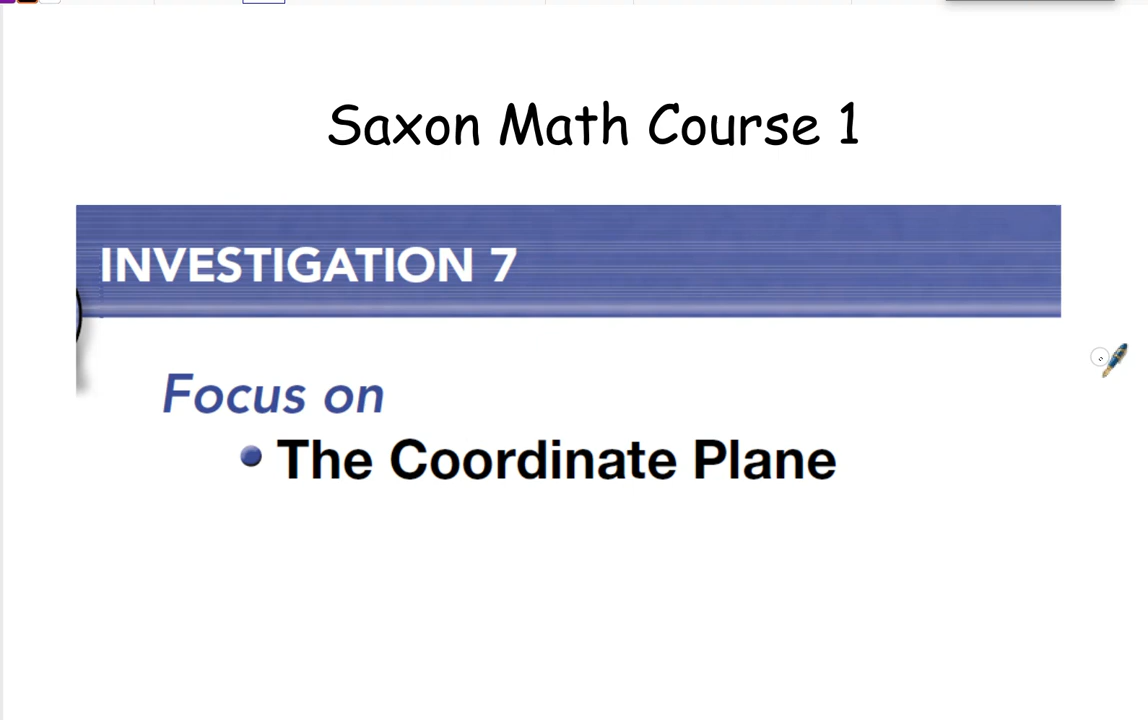 Saxon Math Course 1
INVESTIGATION 7
Focus on
The Coordinate Plane